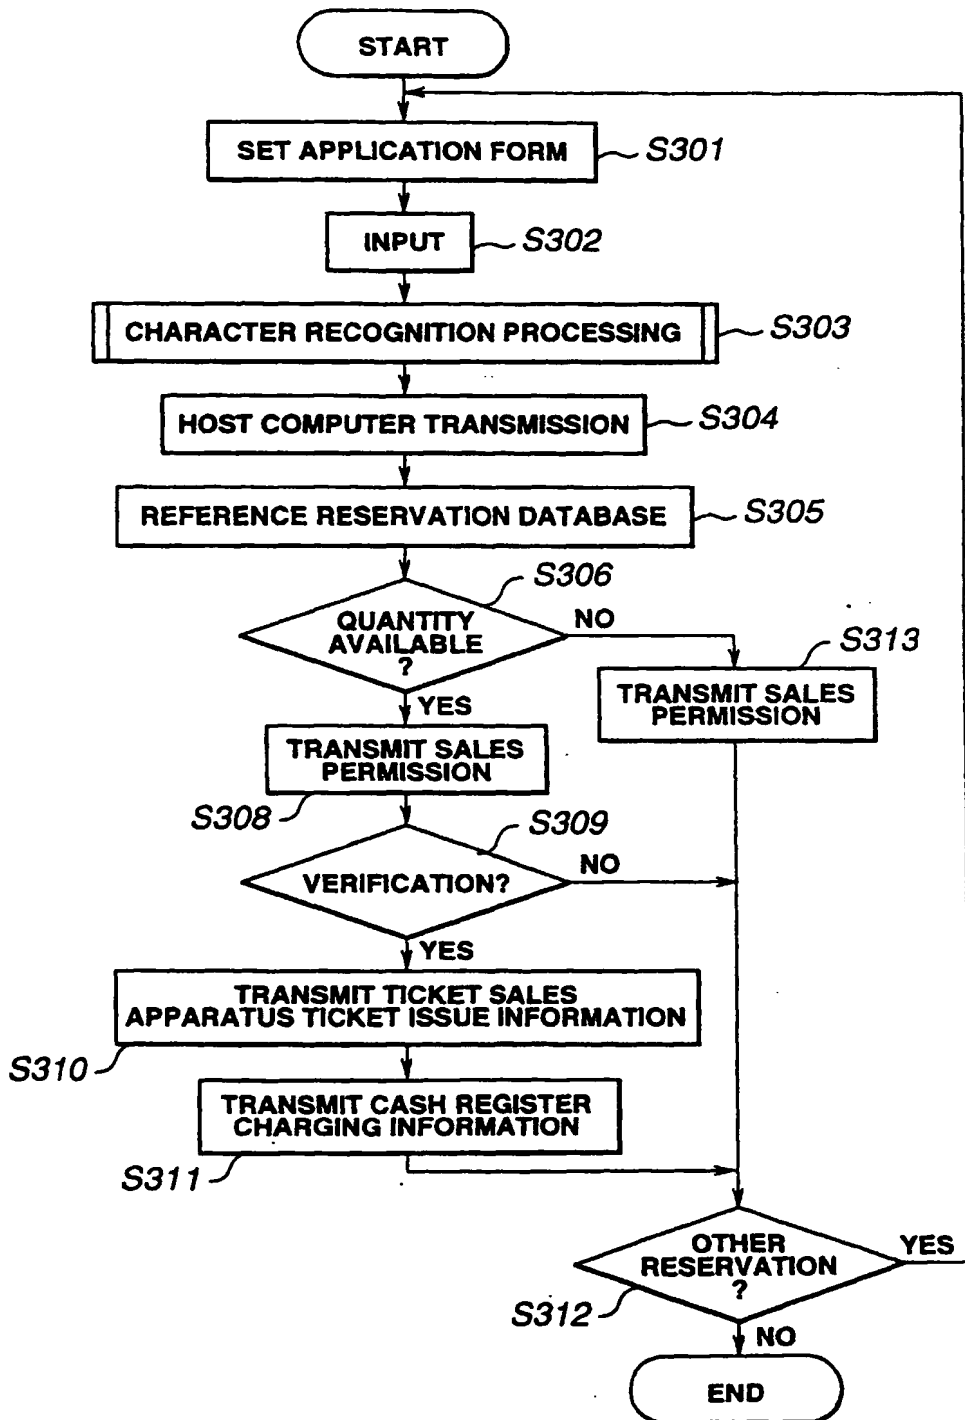 START
SET APPLICATION FORM
S301
INPUT
S302
CHARACTER RECOGNITION PROCESSING
S303
HOST COMPUTER TRANSMISSION
S304
REFERENCE RESERVATION DATABASE
S305
S306
QUANTITY
AVAILABLE
?
NO
YES
S313
TRANSMIT SALES
PERMISSION
TRANSMIT SALES
PERMISSION
S308
S309
VERIFICATION?
NO
YES
TRANSMIT TICKET SALES
APPARATUS TICKET ISSUE INFORMATION
S310
TRANSMIT CASH REGISTER
CHARGING INFORMATION
S311
OTHER
RESERVATION
?
YES
S312
NO
END